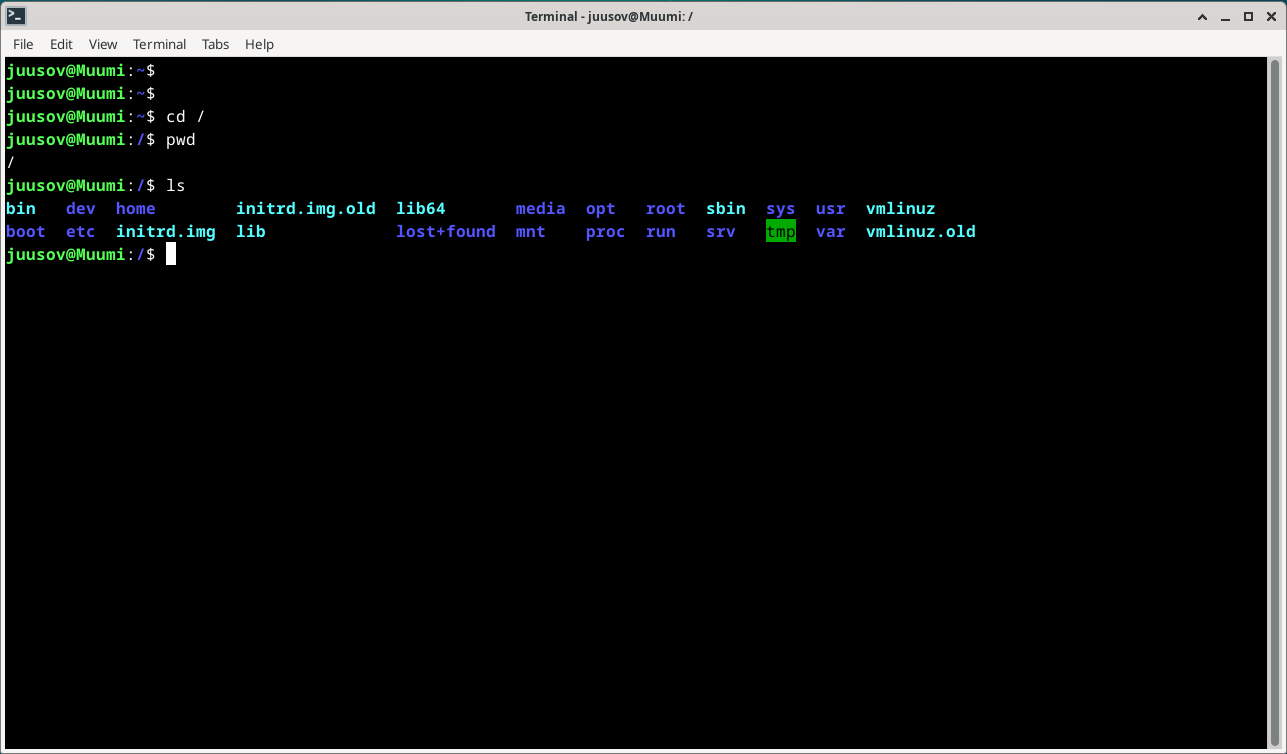 Terminal - juusov@Muumi: /
File Edit View Terminal Tabs Help
juusov@Muumi:~$
juusov@Muumi:~$
juusov@Muumi:~$ cd /
juusov@Muumi:/$ pwd
/
juusov@Muumi:/$ ls
bin dev home initrd.img.old lib64 media opt root sbin sys usr vmlinuz
boot etc initrd.img lib lost+found mnt proc run srv tmp var vmlinuz.old
juusov@Muumi:/$